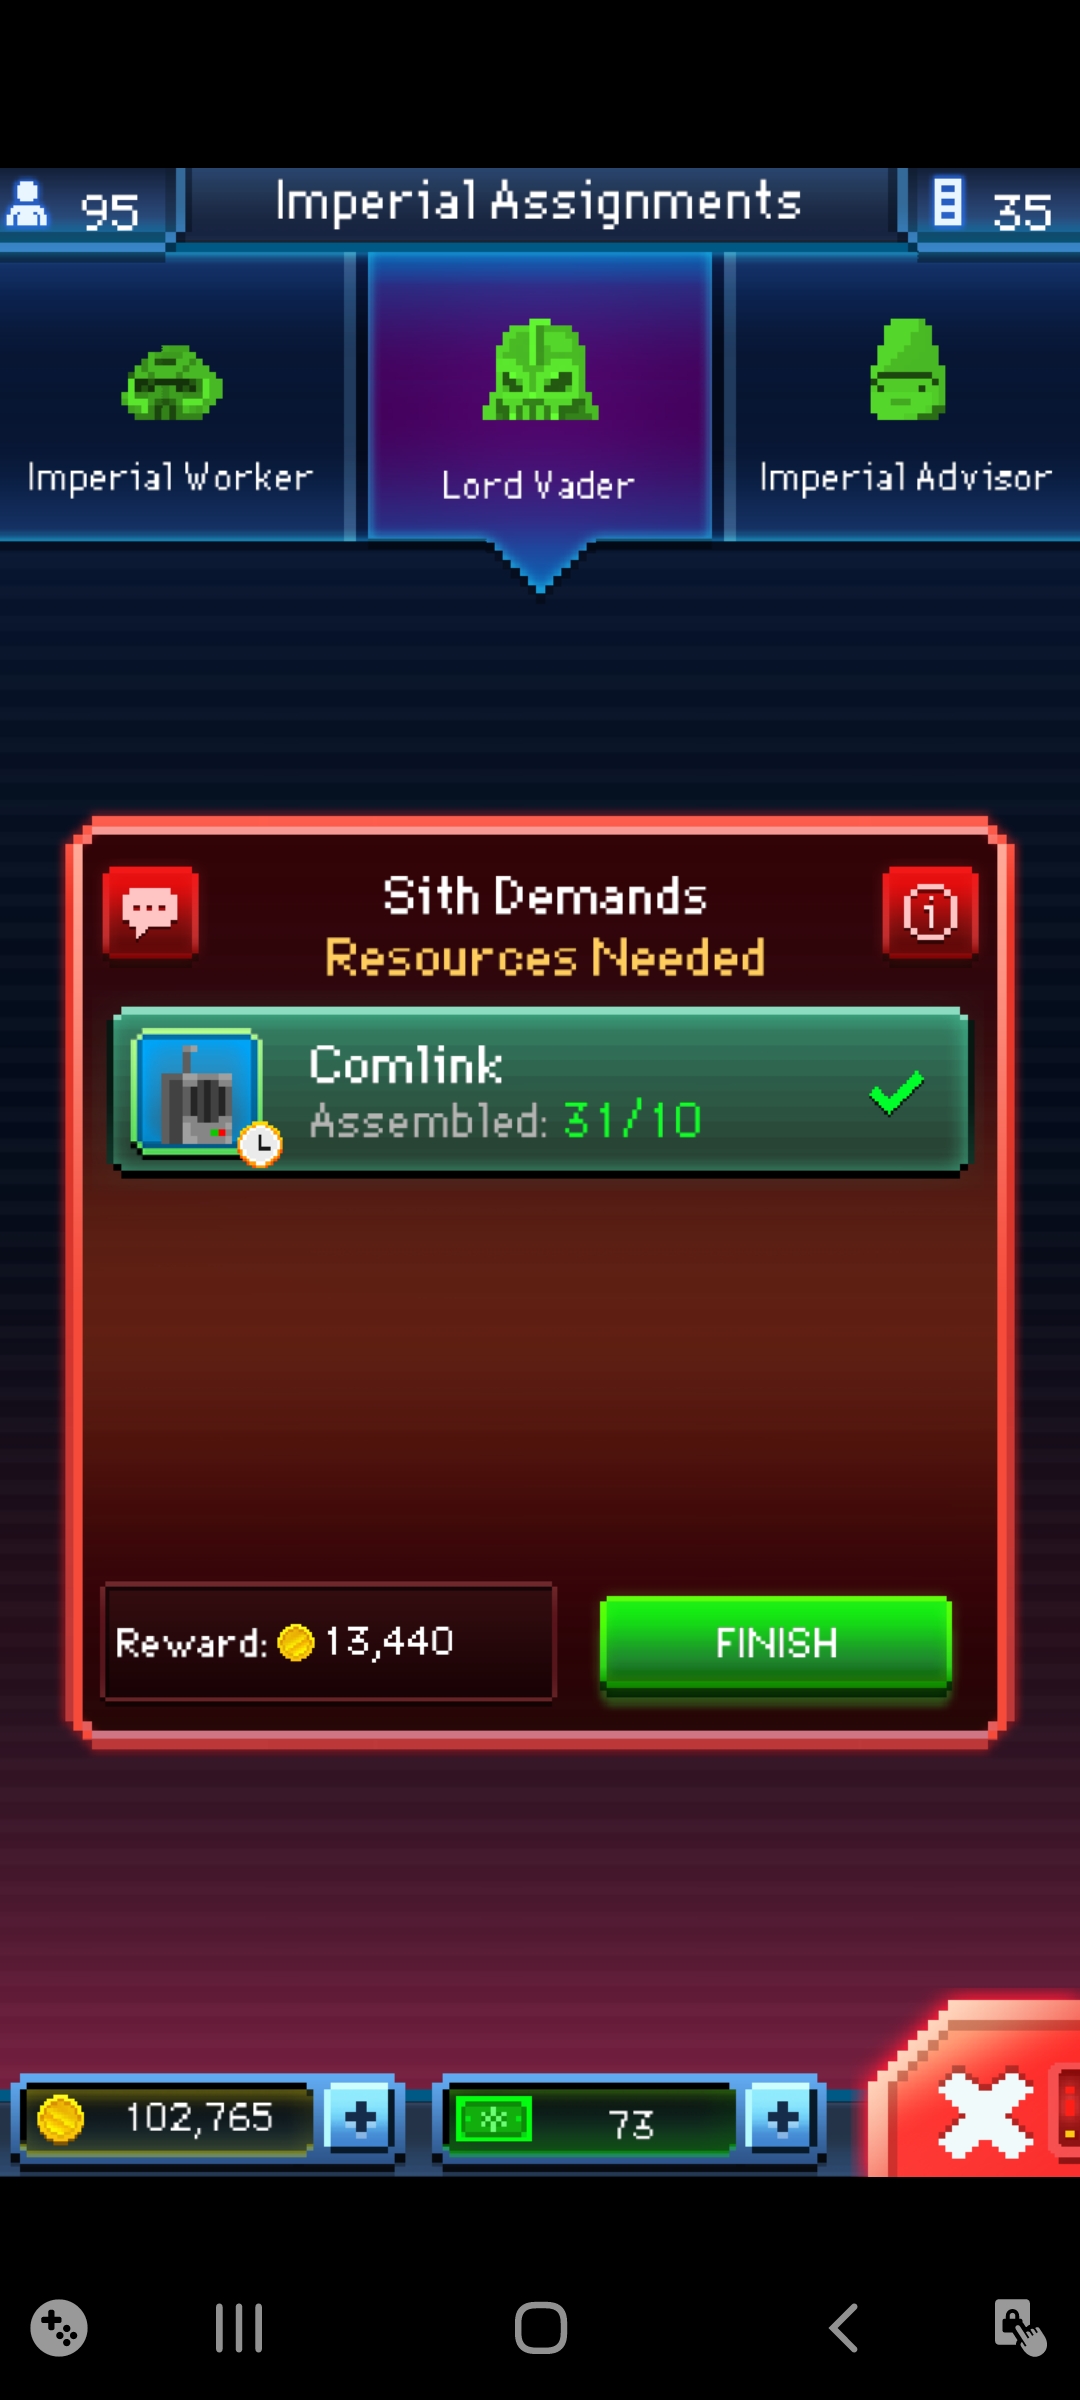 95
Imperial Assignments
35
Imperial Worker
Lord Vader
Imperial Advisor
Sith Demands
Resources Needed
Comlink
Assembled: 31/10
Reward: 13,440
FINISH
102,765
73